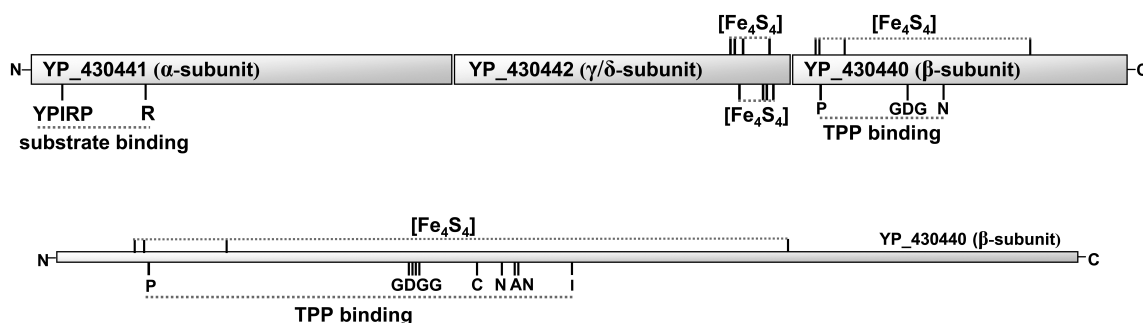 [Fe4S4] [Fe4S4]
N YP_430441 (α-subunit) YP_430442 (γ/δ-subunit) YP_430440 (β-subunit) C
YPIRP R [Fe4S4] P GDG N
substrate binding TPP binding
[Fe4S4]
YP_430440 (β-subunit)
N C
P GDGG C N AN I
TPP binding